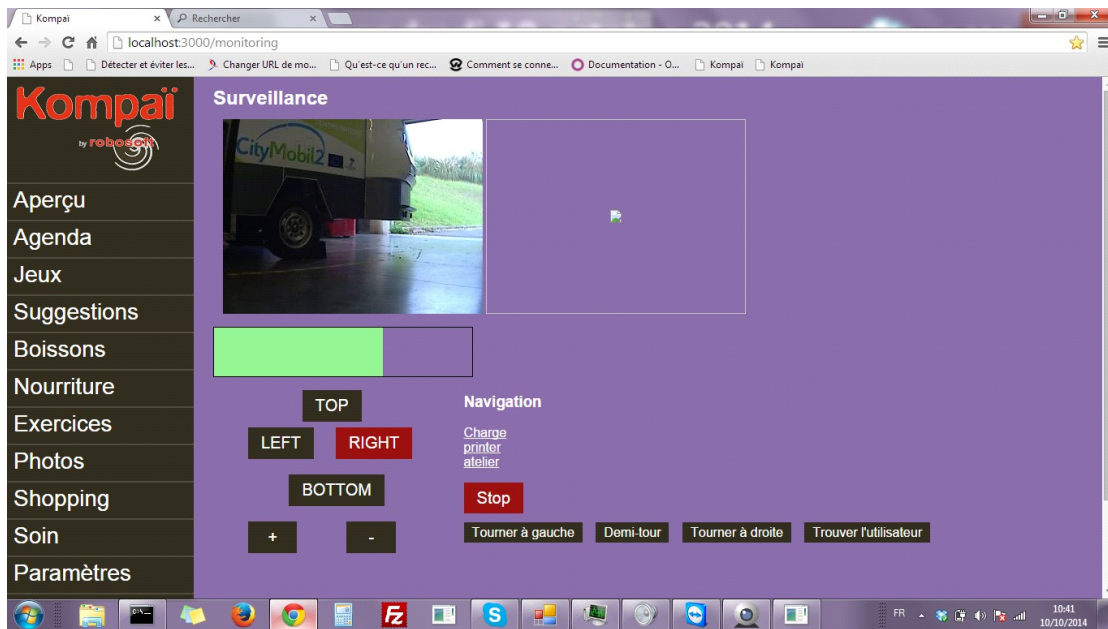 Kompaï
Rechercher
localhost:3000/monitoring
Apps
Détecter et éviter les...
Changer URL de mo...
Qu'est-ce qu'un rec...
Comment se conne...
Documentation - O...
Kompaï
Kompaï
Kompaï
by robosoft
Surveillance
CityMobil2
Aperçu
Agenda
Jeux
Suggestions
Boissons
Nourriture
Exercices
Photos
Shopping
Soin
Paramètres
TOP
LEFT RIGHT
BOTTOM
+ -
Navigation
Charge
printer
atelier
Stop
Tourner à gauche Demi-tour Tourner à droite Trouver l'utilisateur
FR
10:41
10/10/2014